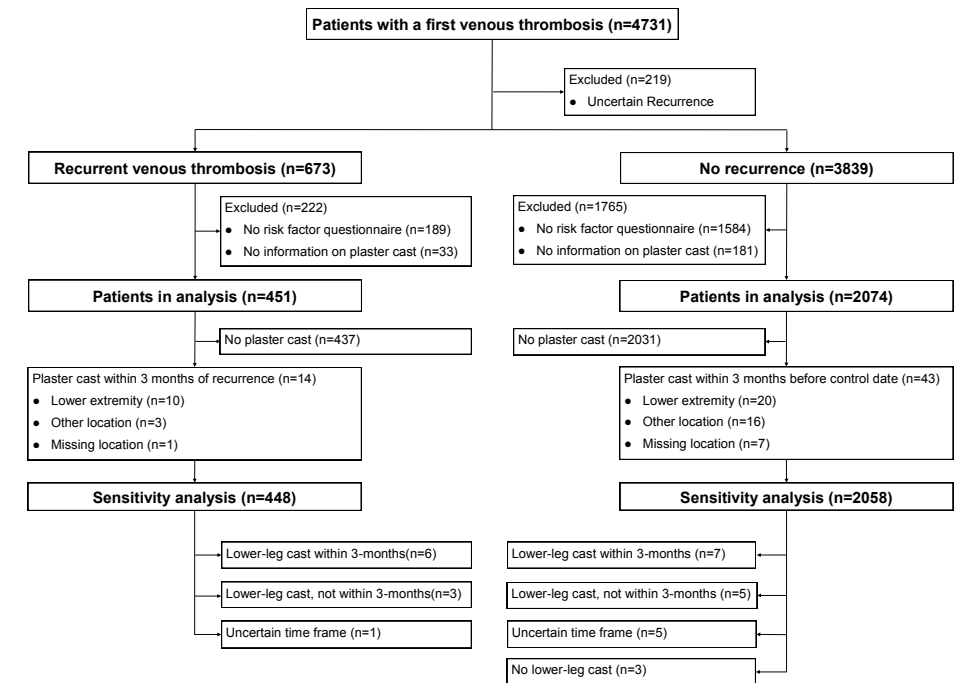 Patients with a first venous thrombosis (n=4731)
Excluded (n=219)
● Uncertain Recurrence
Recurrent venous thrombosis (n=673)
No recurrence (n=3839)
Excluded (n=222)
● No risk factor questionnaire (n=189)
● No information on plaster cast (n=33)
Excluded (n=1765)
● No risk factor questionnaire (n=1584)
● No information on plaster cast (n=181)
Patients in analysis (n=451)
Patients in analysis (n=2074)
No plaster cast (n=437)
No plaster cast (n=2031)
Plaster cast within 3 months of recurrence (n=14)
● Lower extremity (n=10)
● Other location (n=3)
● Missing location (n=1)
Plaster cast within 3 months before control date (n=43)
● Lower extremity (n=20)
● Other location (n=16)
● Missing location (n=7)
Sensitivity analysis (n=448)
Sensitivity analysis (n=2058)
Lower-leg cast within 3-months(n=6)
Lower-leg cast, not within 3-months(n=3)
Uncertain time frame (n=1)
Lower-leg cast within 3-months (n=7)
Lower-leg cast, not within 3-months (n=5)
Uncertain time frame (n=5)
No lower-leg cast (n=3)